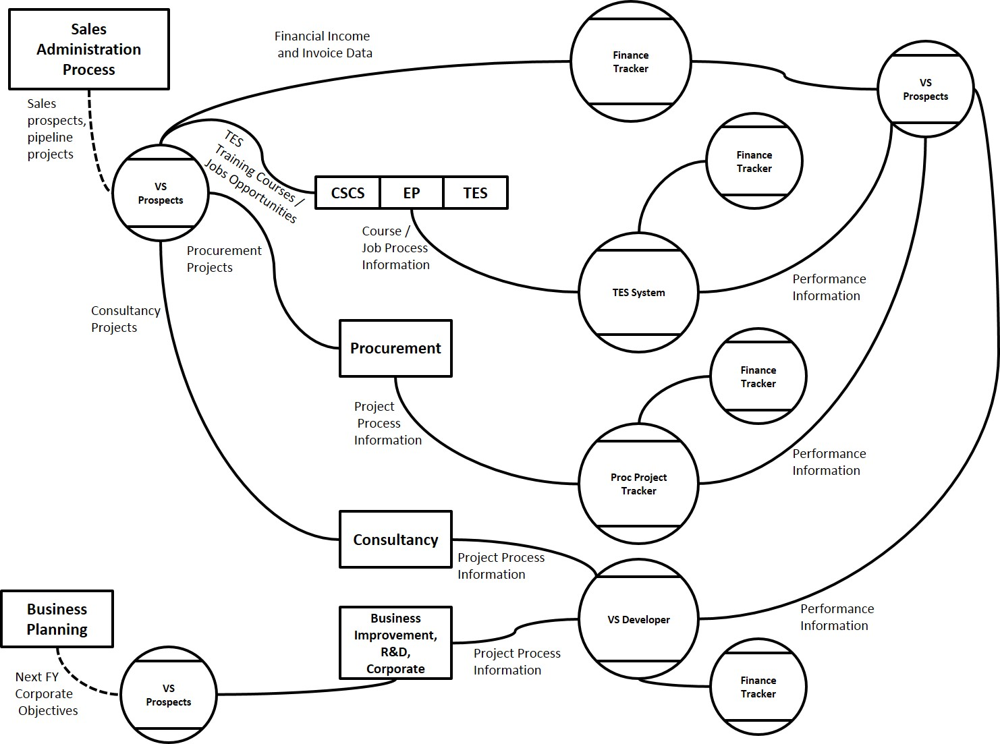 Sales
Administration
Process
Financial Income
and Invoice Data
Finance
Tracker
VS
Prospects
Sales
prospects,
pipeline
projects
TES
Training Courses /
Jobs Opportunities
Finance
Tracker
VS
Prospects
CSCS
EP
TES
Course /
Job Process
Information
Procurement
Projects
TES System
Performance
Information
Consultancy
Projects
Procurement
Finance
Tracker
Project
Process
Information
Proc Project
Tracker
Performance
Information
Consultancy
Project Process
Information
Business
Planning
Business
Improvement,
R&D,
Corporate
VS Developer
Performance
Information
Project Process
Information
Next FY
Corporate
Objectives
VS
Prospects
Finance
Tracker